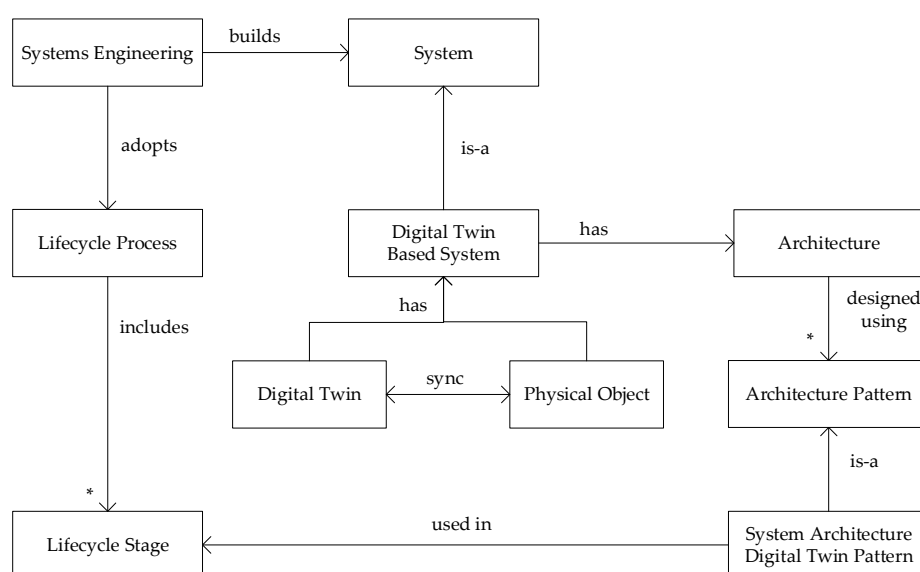 Systems Engineering
builds
System
adopts
is-a
Lifecycle Process
Digital Twin
Based System
has
Architecture
includes
has
designed
using
*
Digital Twin
sync
Physical Object
Architecture Pattern
is-a
*
Lifecycle Stage
used in
System Architecture
Digital Twin Pattern